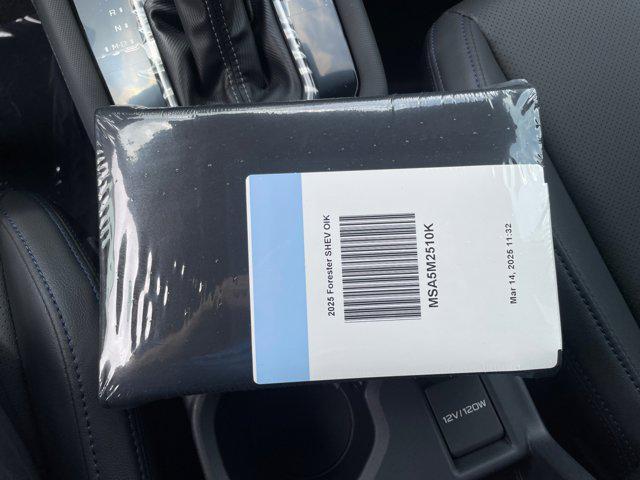 R
N
M D
2025 Forester SHEV OIK
MSA5M2510K
Mar 14, 2025 11:32
12V/120W